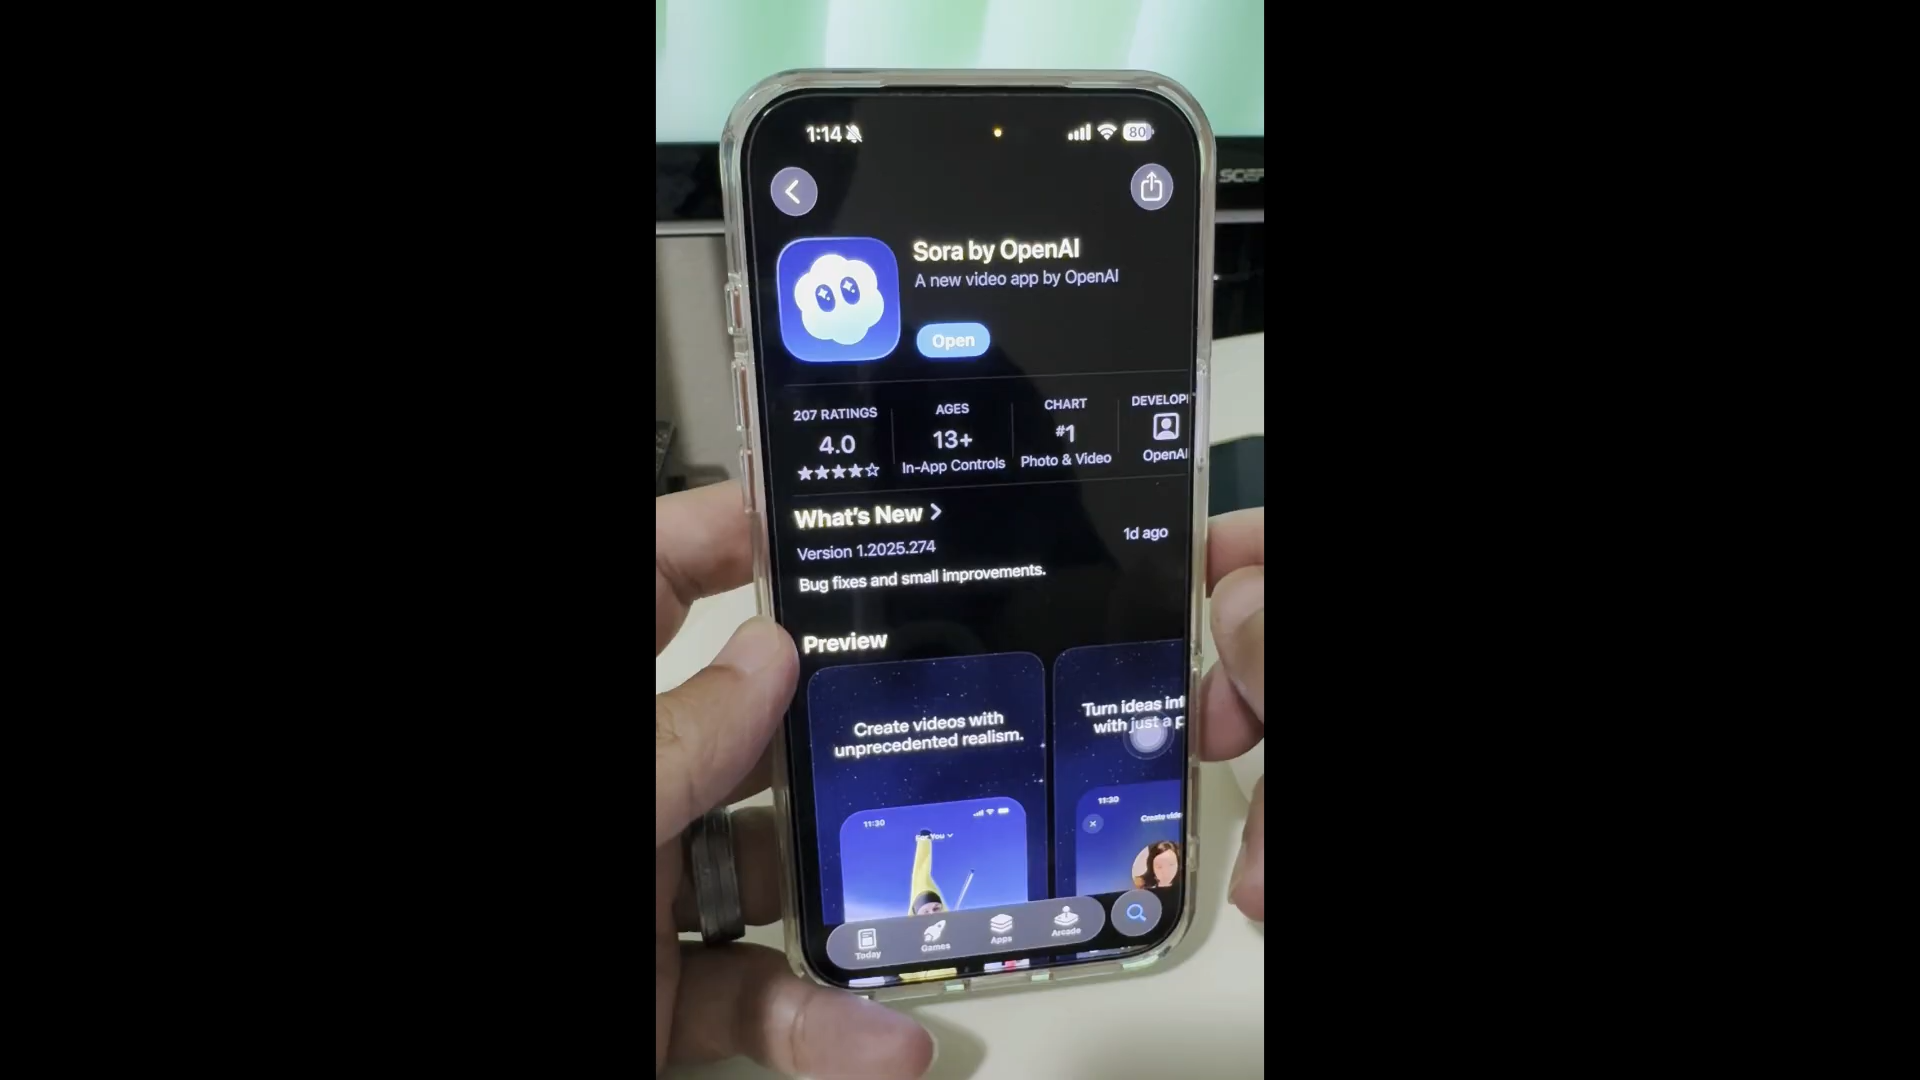 1:14
80
Sora by OpenAI
A new video app by OpenAI
Open
207 RATINGS
4.0
AGES
13+
In-App Controls
CHART
#1
Photo & Video
DEVELOP
OpenAI
What's New
1d ago
Version 1.2025.274
Bug fixes and small improvements.
Preview
Create videos with
unprecedented realism.
Turn ideas int
with just a p
11:30
For You
11:30
Create vide
Today
Games
Apps
Arcade
SCEP